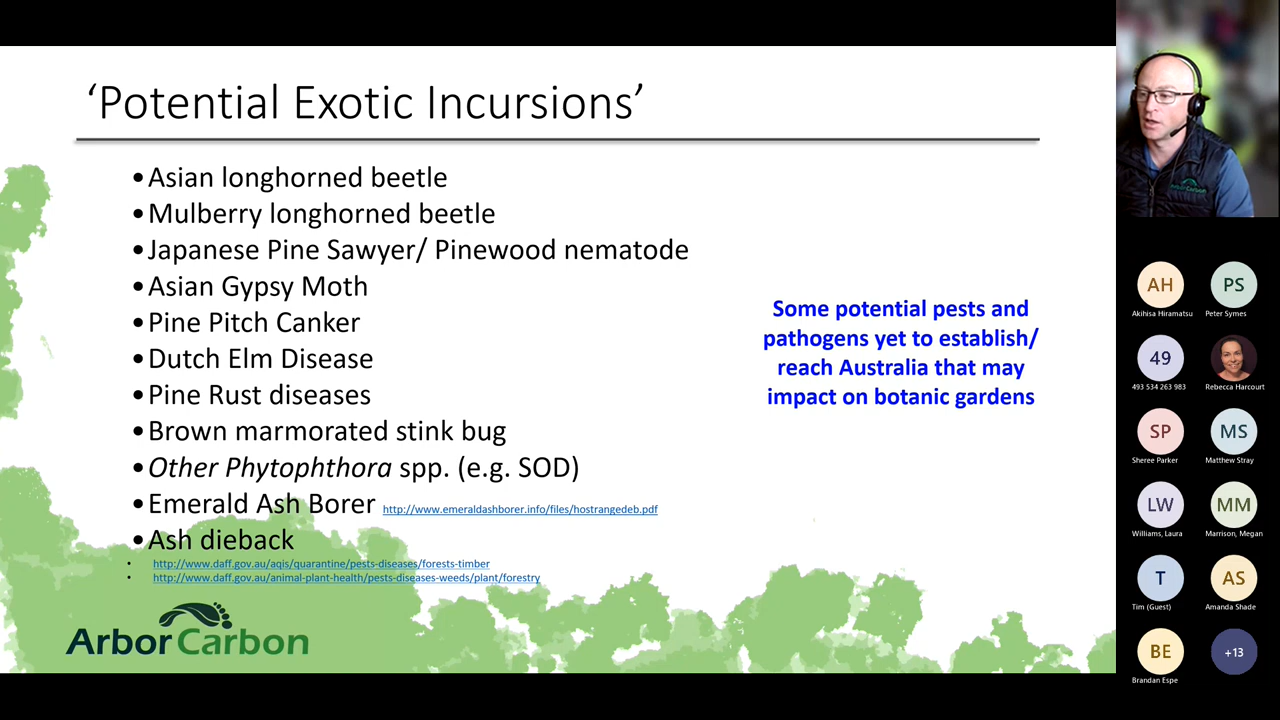 ‘Potential Exotic Incursions’
•Asian longhorned beetle
•Mulberry longhorned beetle
•Japanese Pine Sawyer/ Pinewood nematode
•Asian Gypsy Moth
•Pine Pitch Canker
•Dutch Elm Disease
•Pine Rust diseases
•Brown marmorated stink bug
•Other Phytophthora spp. (e.g. SOD)
•Emerald Ash Borer http://www.emeraldashborer.info/files/hostrangedeb.pdf
•Ash dieback
• http://www.daff.gov.au/aqis/quarantine/pests-diseases/forests-timber
• http://www.daff.gov.au/animal-plant-health/pests-diseases-weeds/plant/forestry
Some potential pests and
pathogens yet to establish/
reach Australia that may
impact on botanic gardens
ArborCarbon
ArborCarbon
AH PS
Akihisa Hiramatsu Peter Symes
49
493 534 263 983 Rebecca Harcourt
SP MS
Sheree Parker Matthew Stray
LW MM
Williams, Laura Marrison, Megan
T AS
Tim (Guest) Amanda Shade
BE +13
Brandan Espe